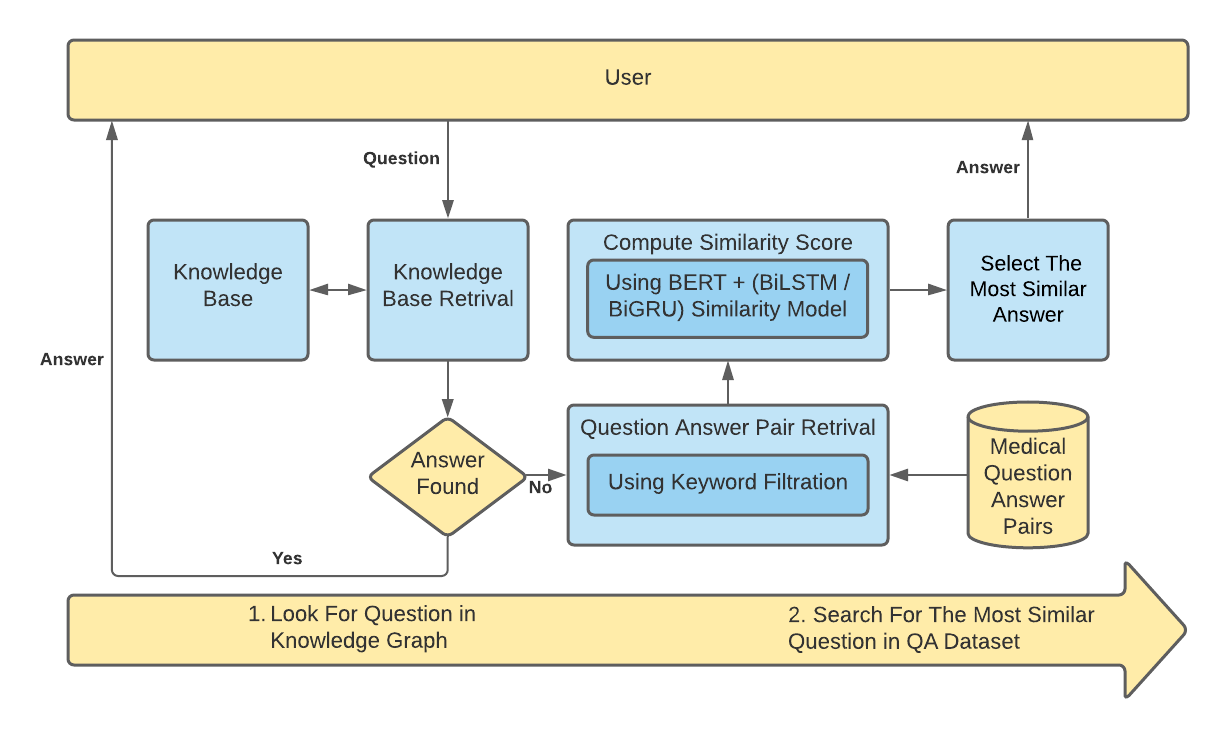 User
Question
Answer
Knowledge
Base
Knowledge
Base Retrival
Compute Similarity Score
Using BERT + (BiLSTM /
BiGRU) Similarity Model
Select The
Most Similar
Answer
Answer
Answer
Found
No
Question Answer Pair Retrival
Using Keyword Filtration
Medical
Question
Answer
Pairs
Yes
1. Look For Question in
Knowledge Graph
2. Search For The Most Similar
Question in QA Dataset